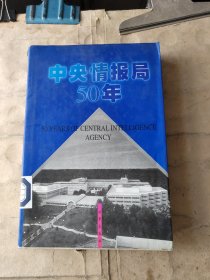 中央情报局
50年
50 YEARS OF CENTRAL INTELLIGENCE
AGENCY